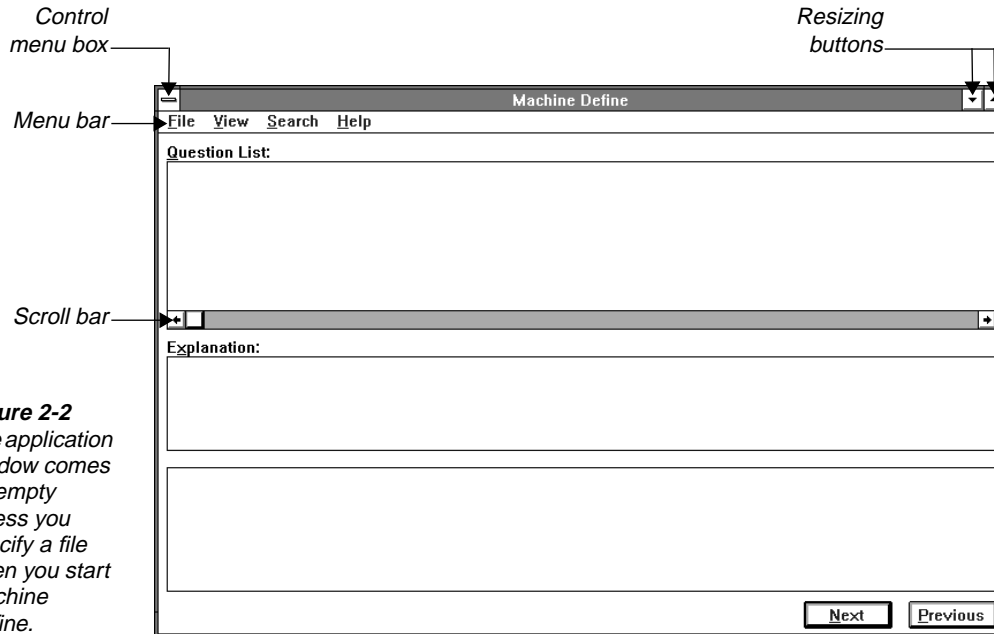 Control
menu box
Resizing
buttons
Machine Define
Menu bar
File View Search Help
Question List:
Scroll bar
Explanation:
ure 2-2
application
dow comes
empty
ess you
cify a file
en you start
chine
ine.
Next Previous